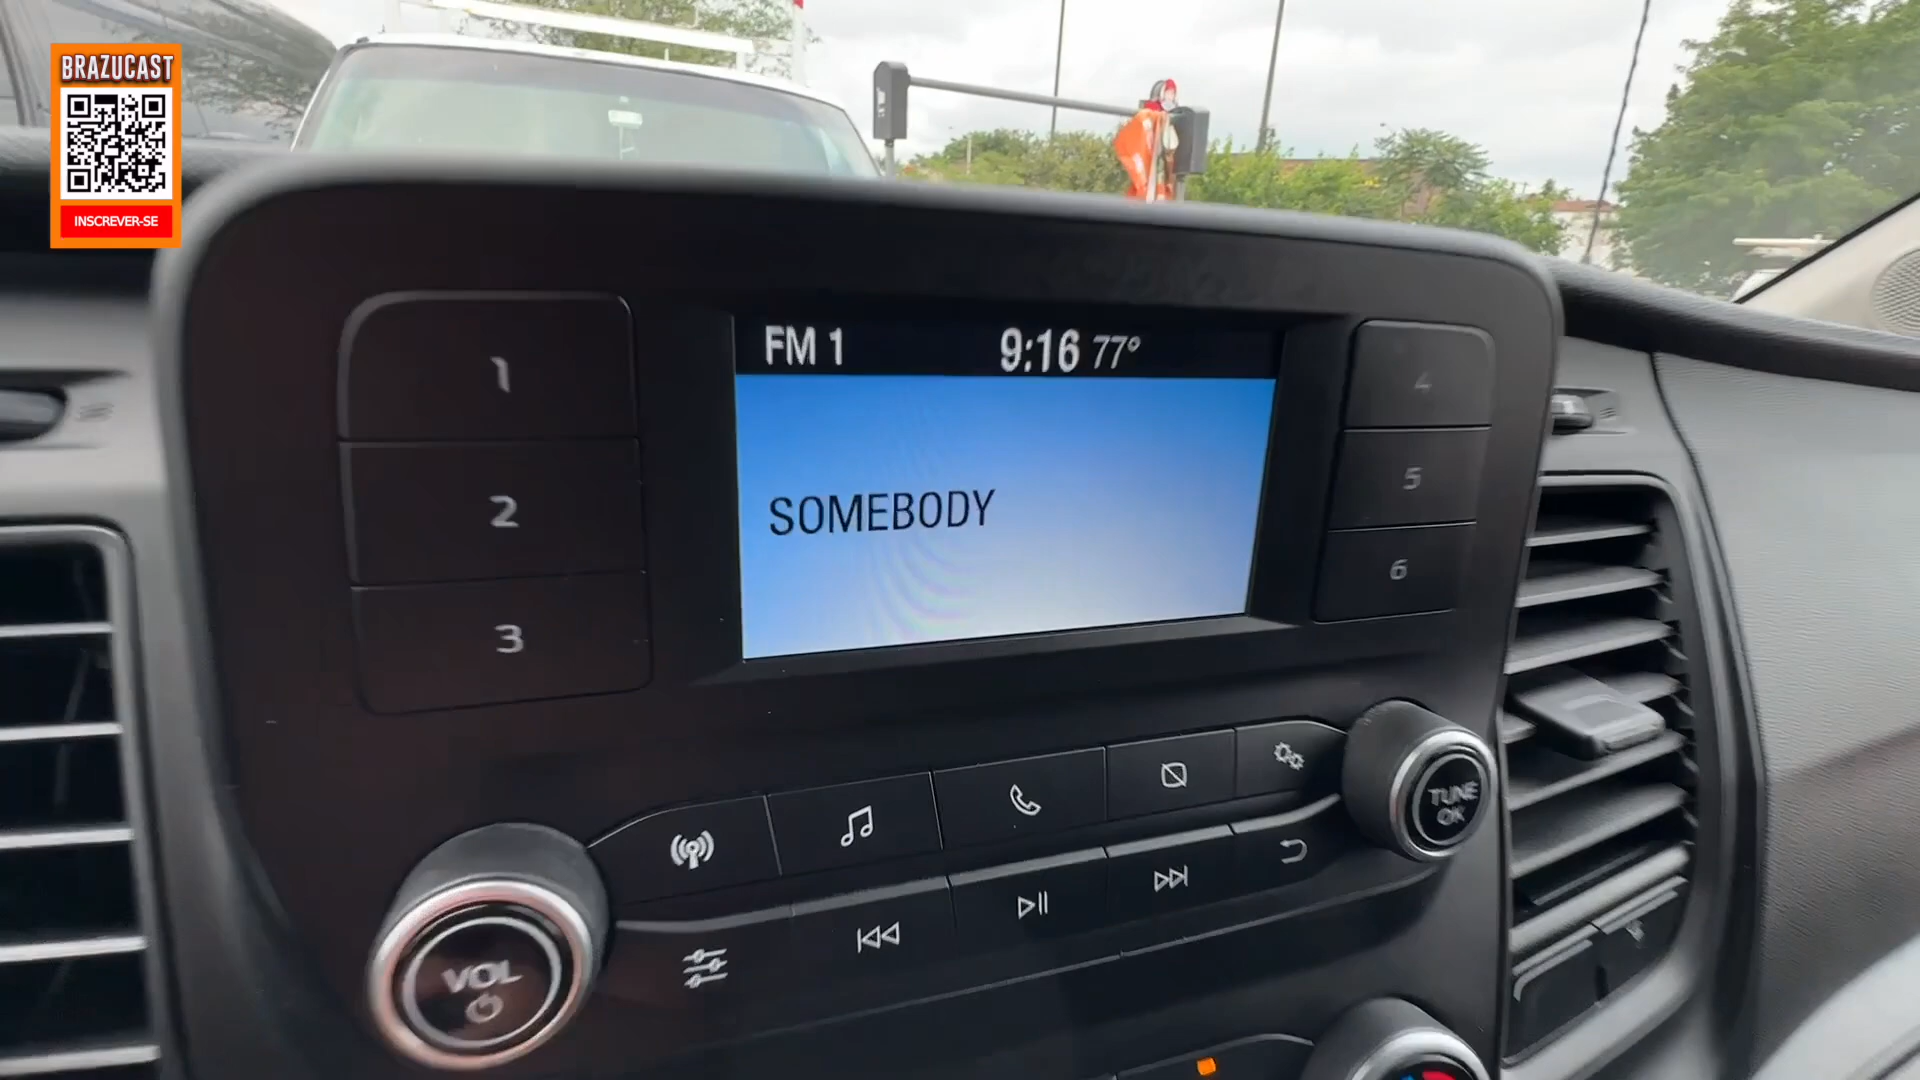 BRAZUCAST
INSCREVER-SE
FM 1 9:16 77°
SOMEBODY
1
2
3
4
5
6
TUNE
OK
VOL